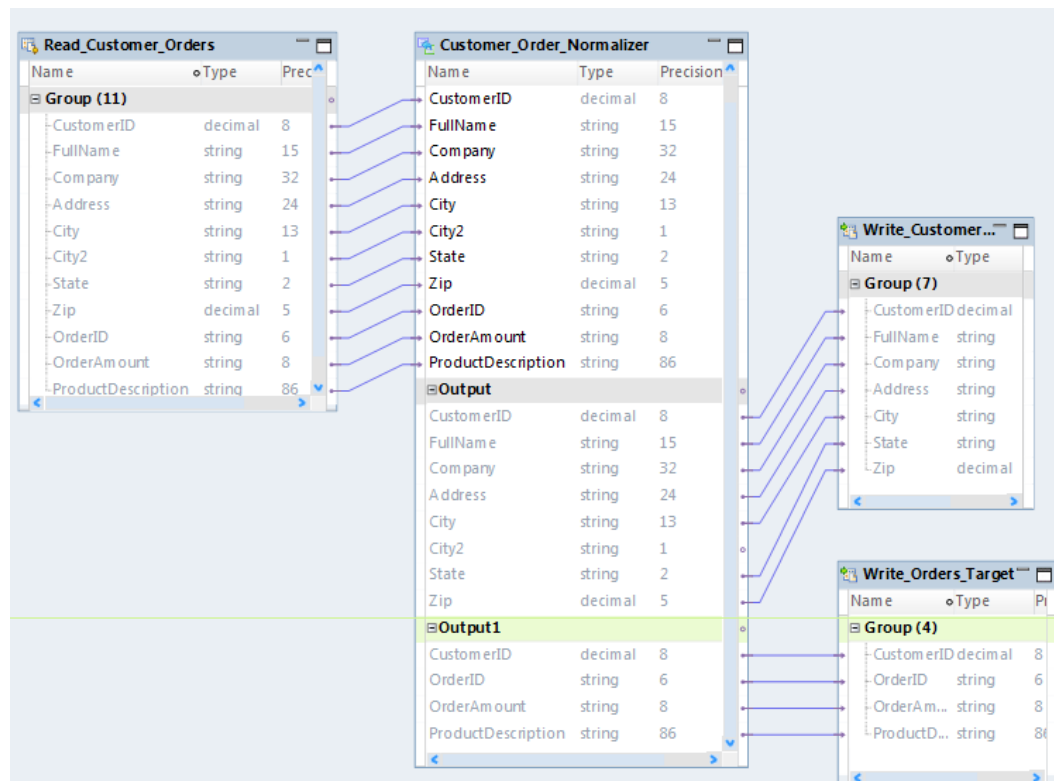 Read_Customer_Orders
Name Type Prec
Group (11)
CustomerID decimal 8
FullName string 15
Company string 32
Address string 24
City string 13
City2 string 1
State string 2
Zip decimal 5
OrderID string 6
OrderAmount string 8
ProductDescription string 86
Customer_Order_Normalizer
Name Type Precision
CustomerID decimal 8
FullName string 15
Company string 32
Address string 24
City string 13
City2 string 1
State string 2
Zip decimal 5
OrderID string 6
OrderAmount string 8
ProductDescription string 86
Output
CustomerID decimal 8
FullName string 15
Company string 32
Address string 24
City string 13
City2 string 1
State string 2
Zip decimal 5
Output1
CustomerID decimal 8
OrderID string 6
OrderAmount string 8
ProductDescription string 86
Write_Customer...
Name Type
Group (7)
CustomerID decimal
FullName string
Company string
Address string
City string
State string
Zip decimal
Write_Orders_Target
Name Type
Group (4)
CustomerID decimal 8
OrderID string 6
OrderAm... string 8
ProductD... string 86